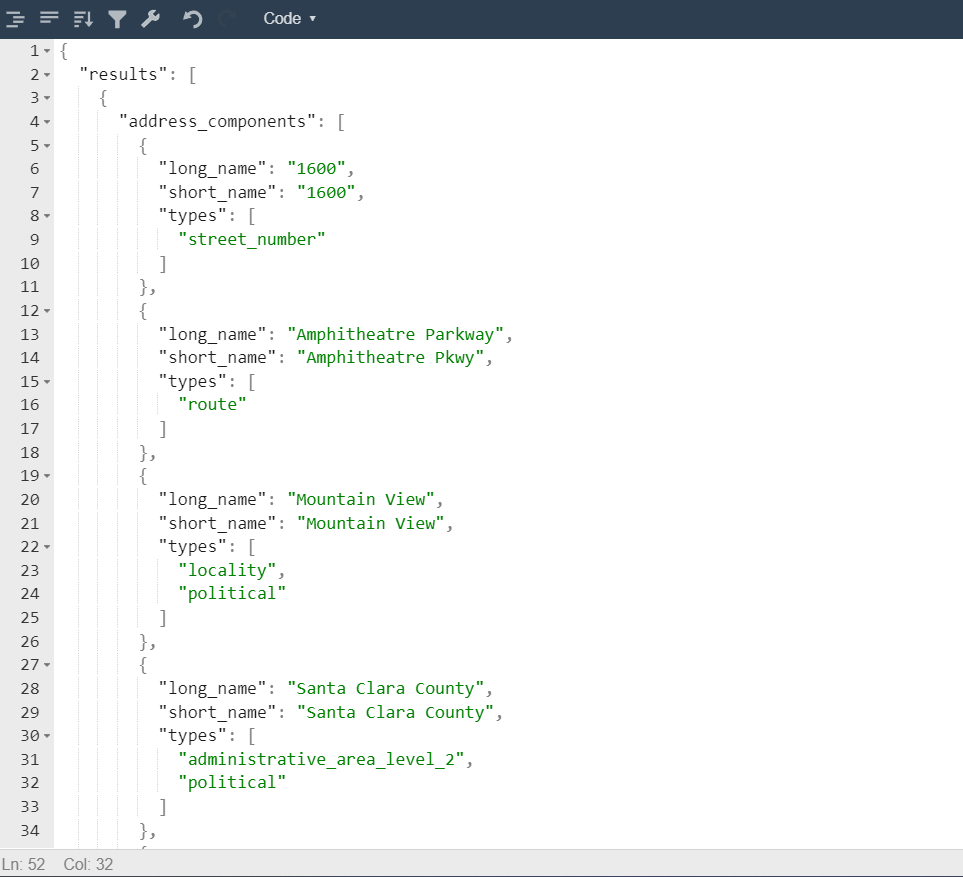 Code
1 {
2   "results": [
3     {
4       "address_components": [
5         {
6           "long_name": "1600",
7           "short_name": "1600",
8           "types": [
9             "street_number"
10           ]
11         },
12         {
13           "long_name": "Amphitheatre Parkway",
14           "short_name": "Amphitheatre Pkwy",
15           "types": [
16             "route"
17           ]
18         },
19         {
20           "long_name": "Mountain View",
21           "short_name": "Mountain View",
22           "types": [
23             "locality",
24             "political"
25           ]
26         },
27         {
28           "long_name": "Santa Clara County",
29           "short_name": "Santa Clara County",
30           "types": [
31             "administrative_area_level_2",
32             "political"
33           ]
34         },
Ln: 52 Col: 32